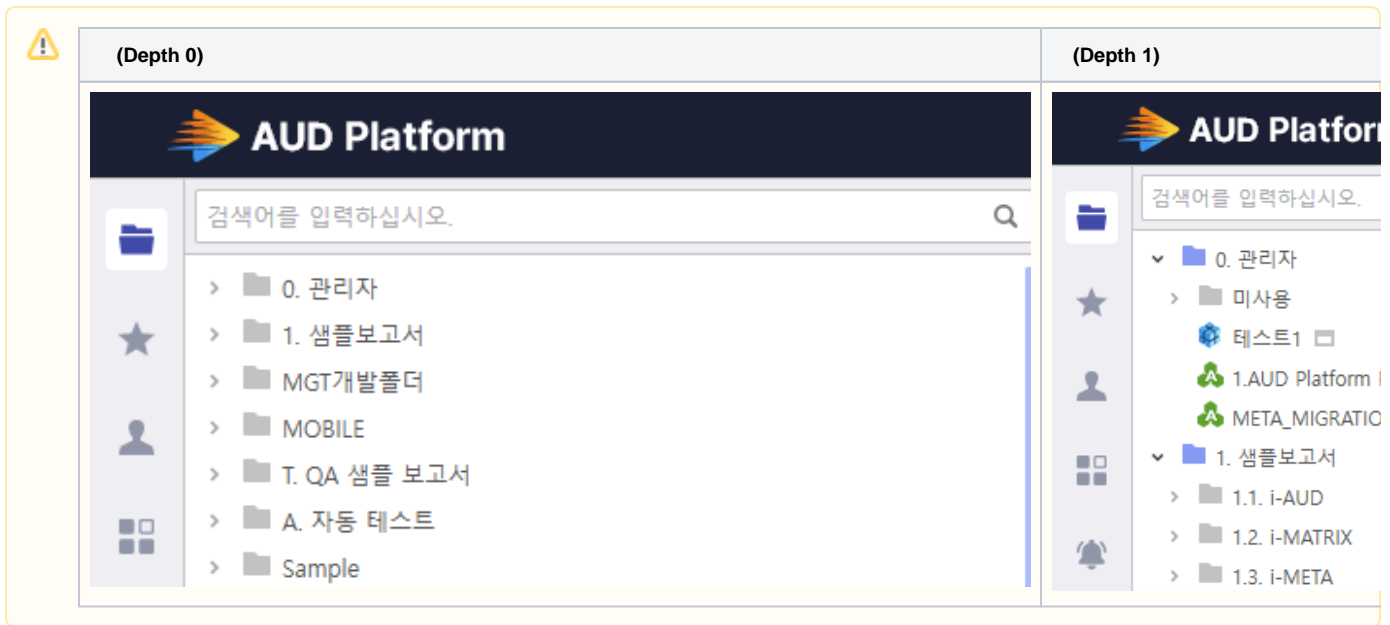 (Depth 0)
AUD Platform
검색어를 입력하십시오.
0. 관리자
1. 샘플보고서
MGT개발폴더
MOBILE
T. QA 샘플 보고서
A. 자동 테스트
Sample
(Depth 1)
AUD Platfor
검색어를 입력하십시오.
0. 관리자
미사용
테스트1
1.AUD Platform
META_MIGRATIO
1. 샘플보고서
1.1. i-AUD
1.2. i-MATRIX
1.3. i-META